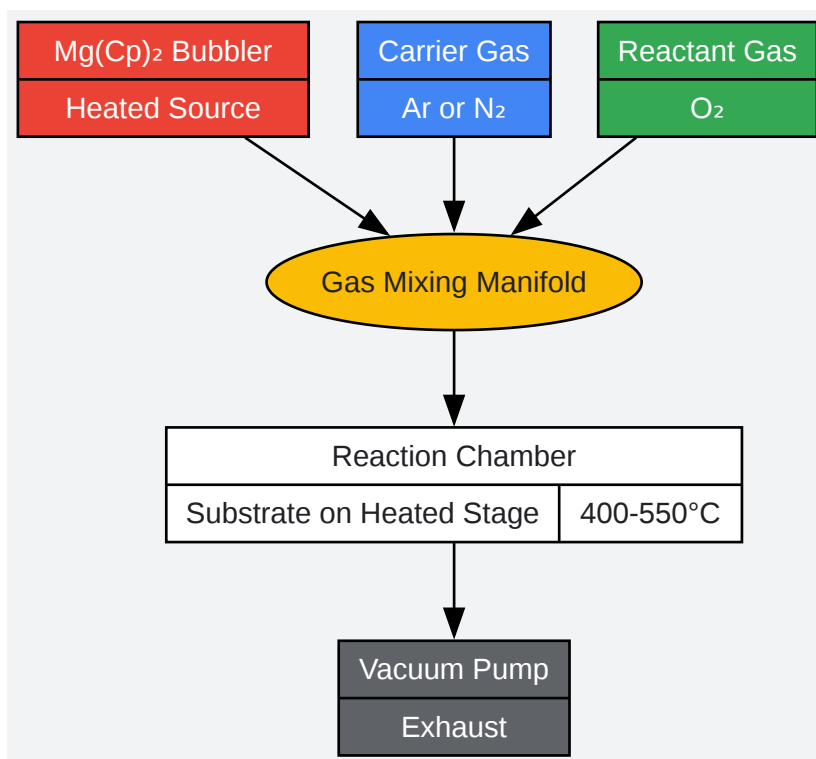 Mg(Cp)₂ Bubbler
Heated Source
Carrier Gas
Ar or N₂
Reactant Gas
O₂
Gas Mixing Manifold
Reaction Chamber
Substrate on Heated Stage
400-550°C
Vacuum Pump
Exhaust